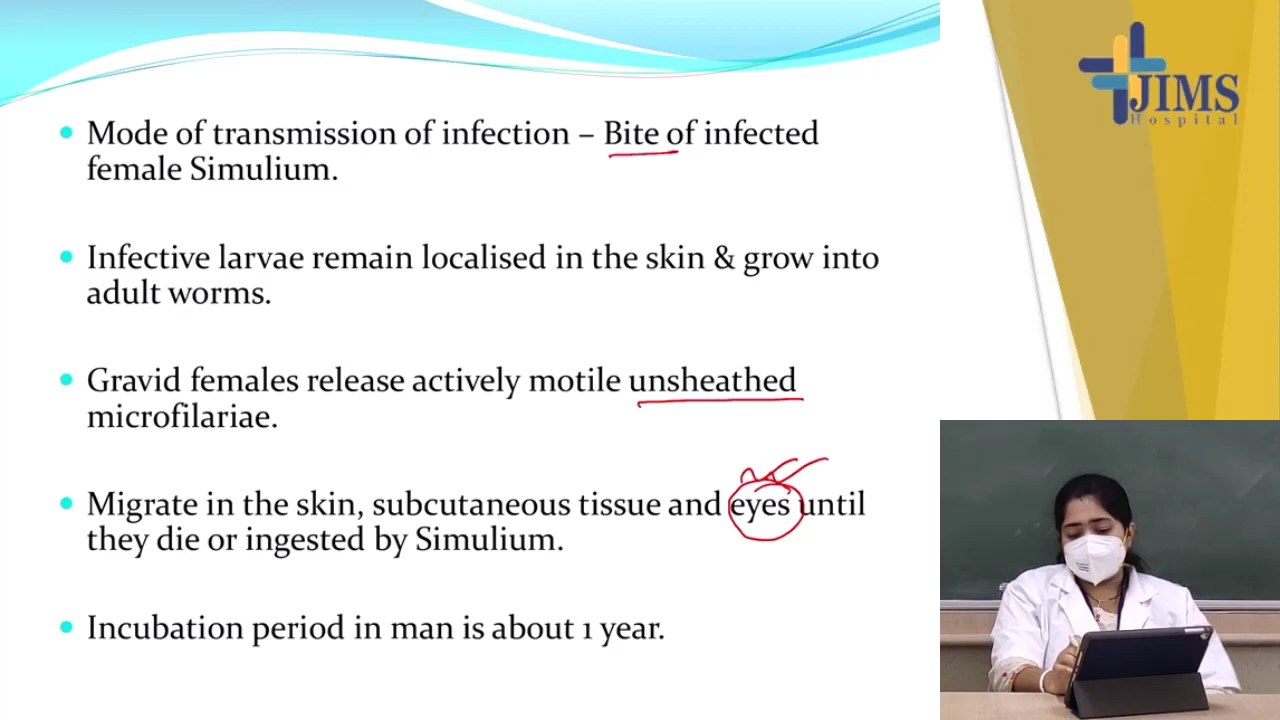 JIMS
Hospital
Mode of transmission of infection – Bite of infected
female Simulium.
Infective larvae remain localised in the skin & grow into
adult worms.
Gravid females release actively motile unsheathed
microfilariae.
Migrate in the skin, subcutaneous tissue and eyes until
they die or ingested by Simulium.
Incubation period in man is about 1 year.